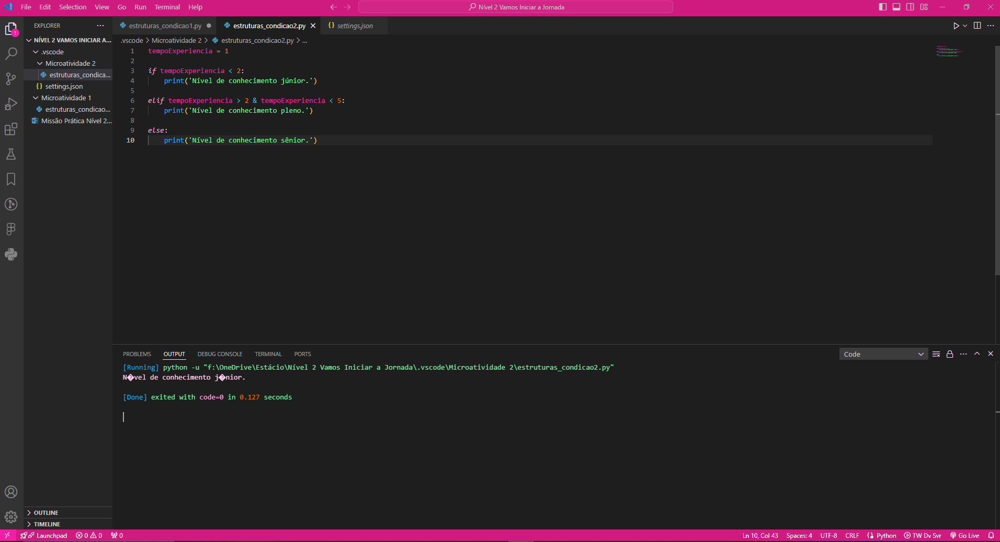 File Edit Selection View Go Run Terminal Help
Nível 2 Vamos Iniciar a Jornada
EXPLORER
estruturas_condicao1.py
estruturas_condicao2.py
{} settings.json
1
NÍVEL 2 VAMOS INICIAR A...
.vscode
Microatividade 2
estruturas_condica...
{} settings.json
Microatividade 1
estruturas_condicao...
Missão Prática Nível 2...
.vscode > Microatividade 2 > estruturas_condicao2.py > ...
1 tempoExperiencia = 1
2
3 if tempoExperiencia < 2:
4 print('Nível de conhecimento júnior.')
5
6 elif tempoExperiencia > 2 & tempoExperiencia < 5:
7 print('Nível de conhecimento pleno.')
8
9 else:
10 print('Nível de conhecimento sênior.')
PROBLEMS OUTPUT DEBUG CONSOLE TERMINAL PORTS
Code
[Running] python -u "f:\OneDrive\Estácio\Nível 2 Vamos Iniciar a Jornada\.vscode\Microatividade 2\estruturas_condicao2.py"
N�vel de conhecimento j�nior.
[Done] exited with code=0 in 0.127 seconds
OUTLINE
TIMELINE
Launchpad 0 0 0
Ln 10, Col 43 Spaces: 4 UTF-8 CRLF Python TW Dv Svr Go Live